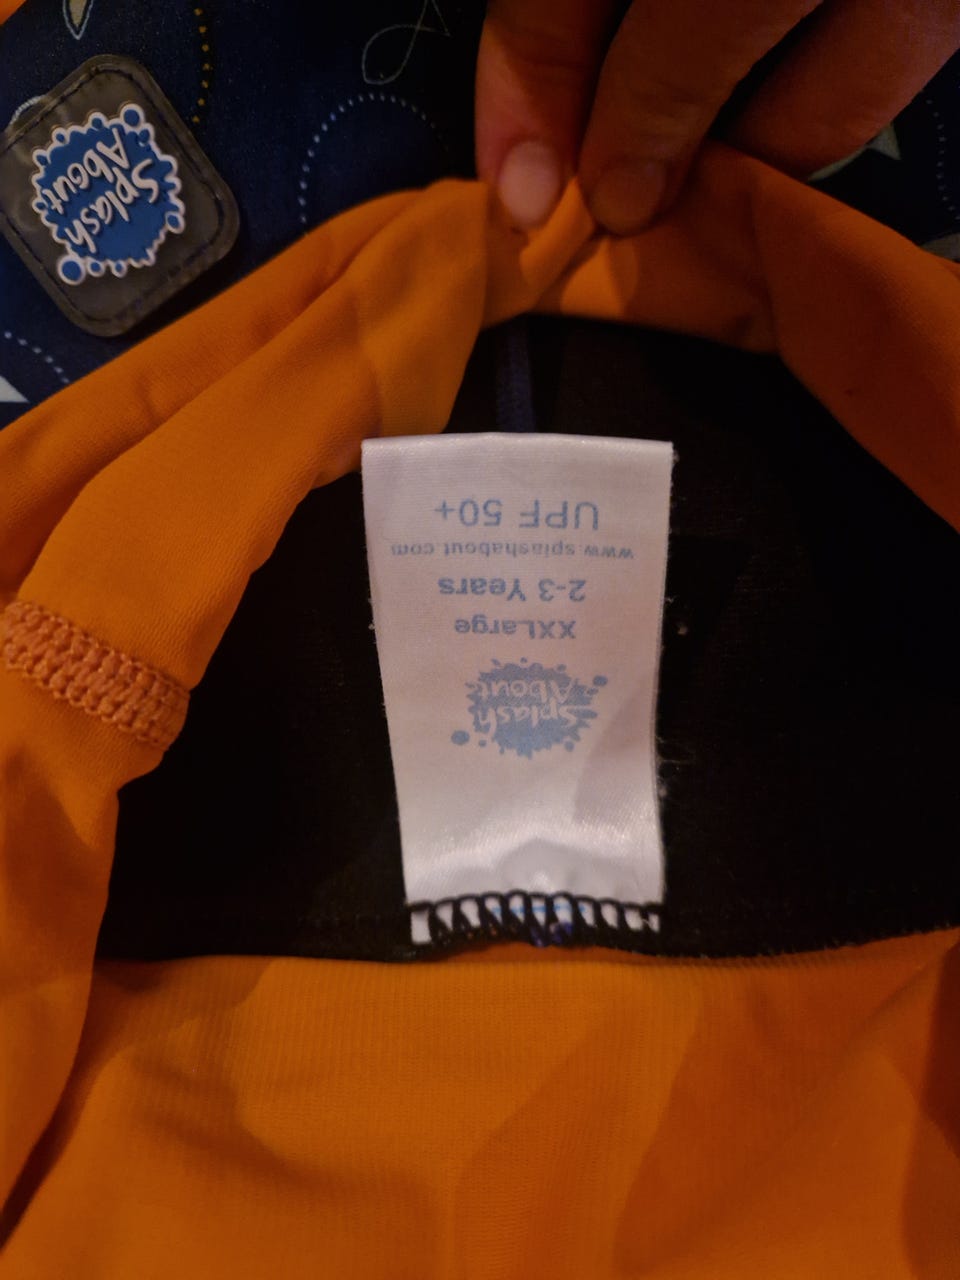 Splash
About
Splash
About
XXLarge
2-3 Years
www.splashabout.com
UPF 50+